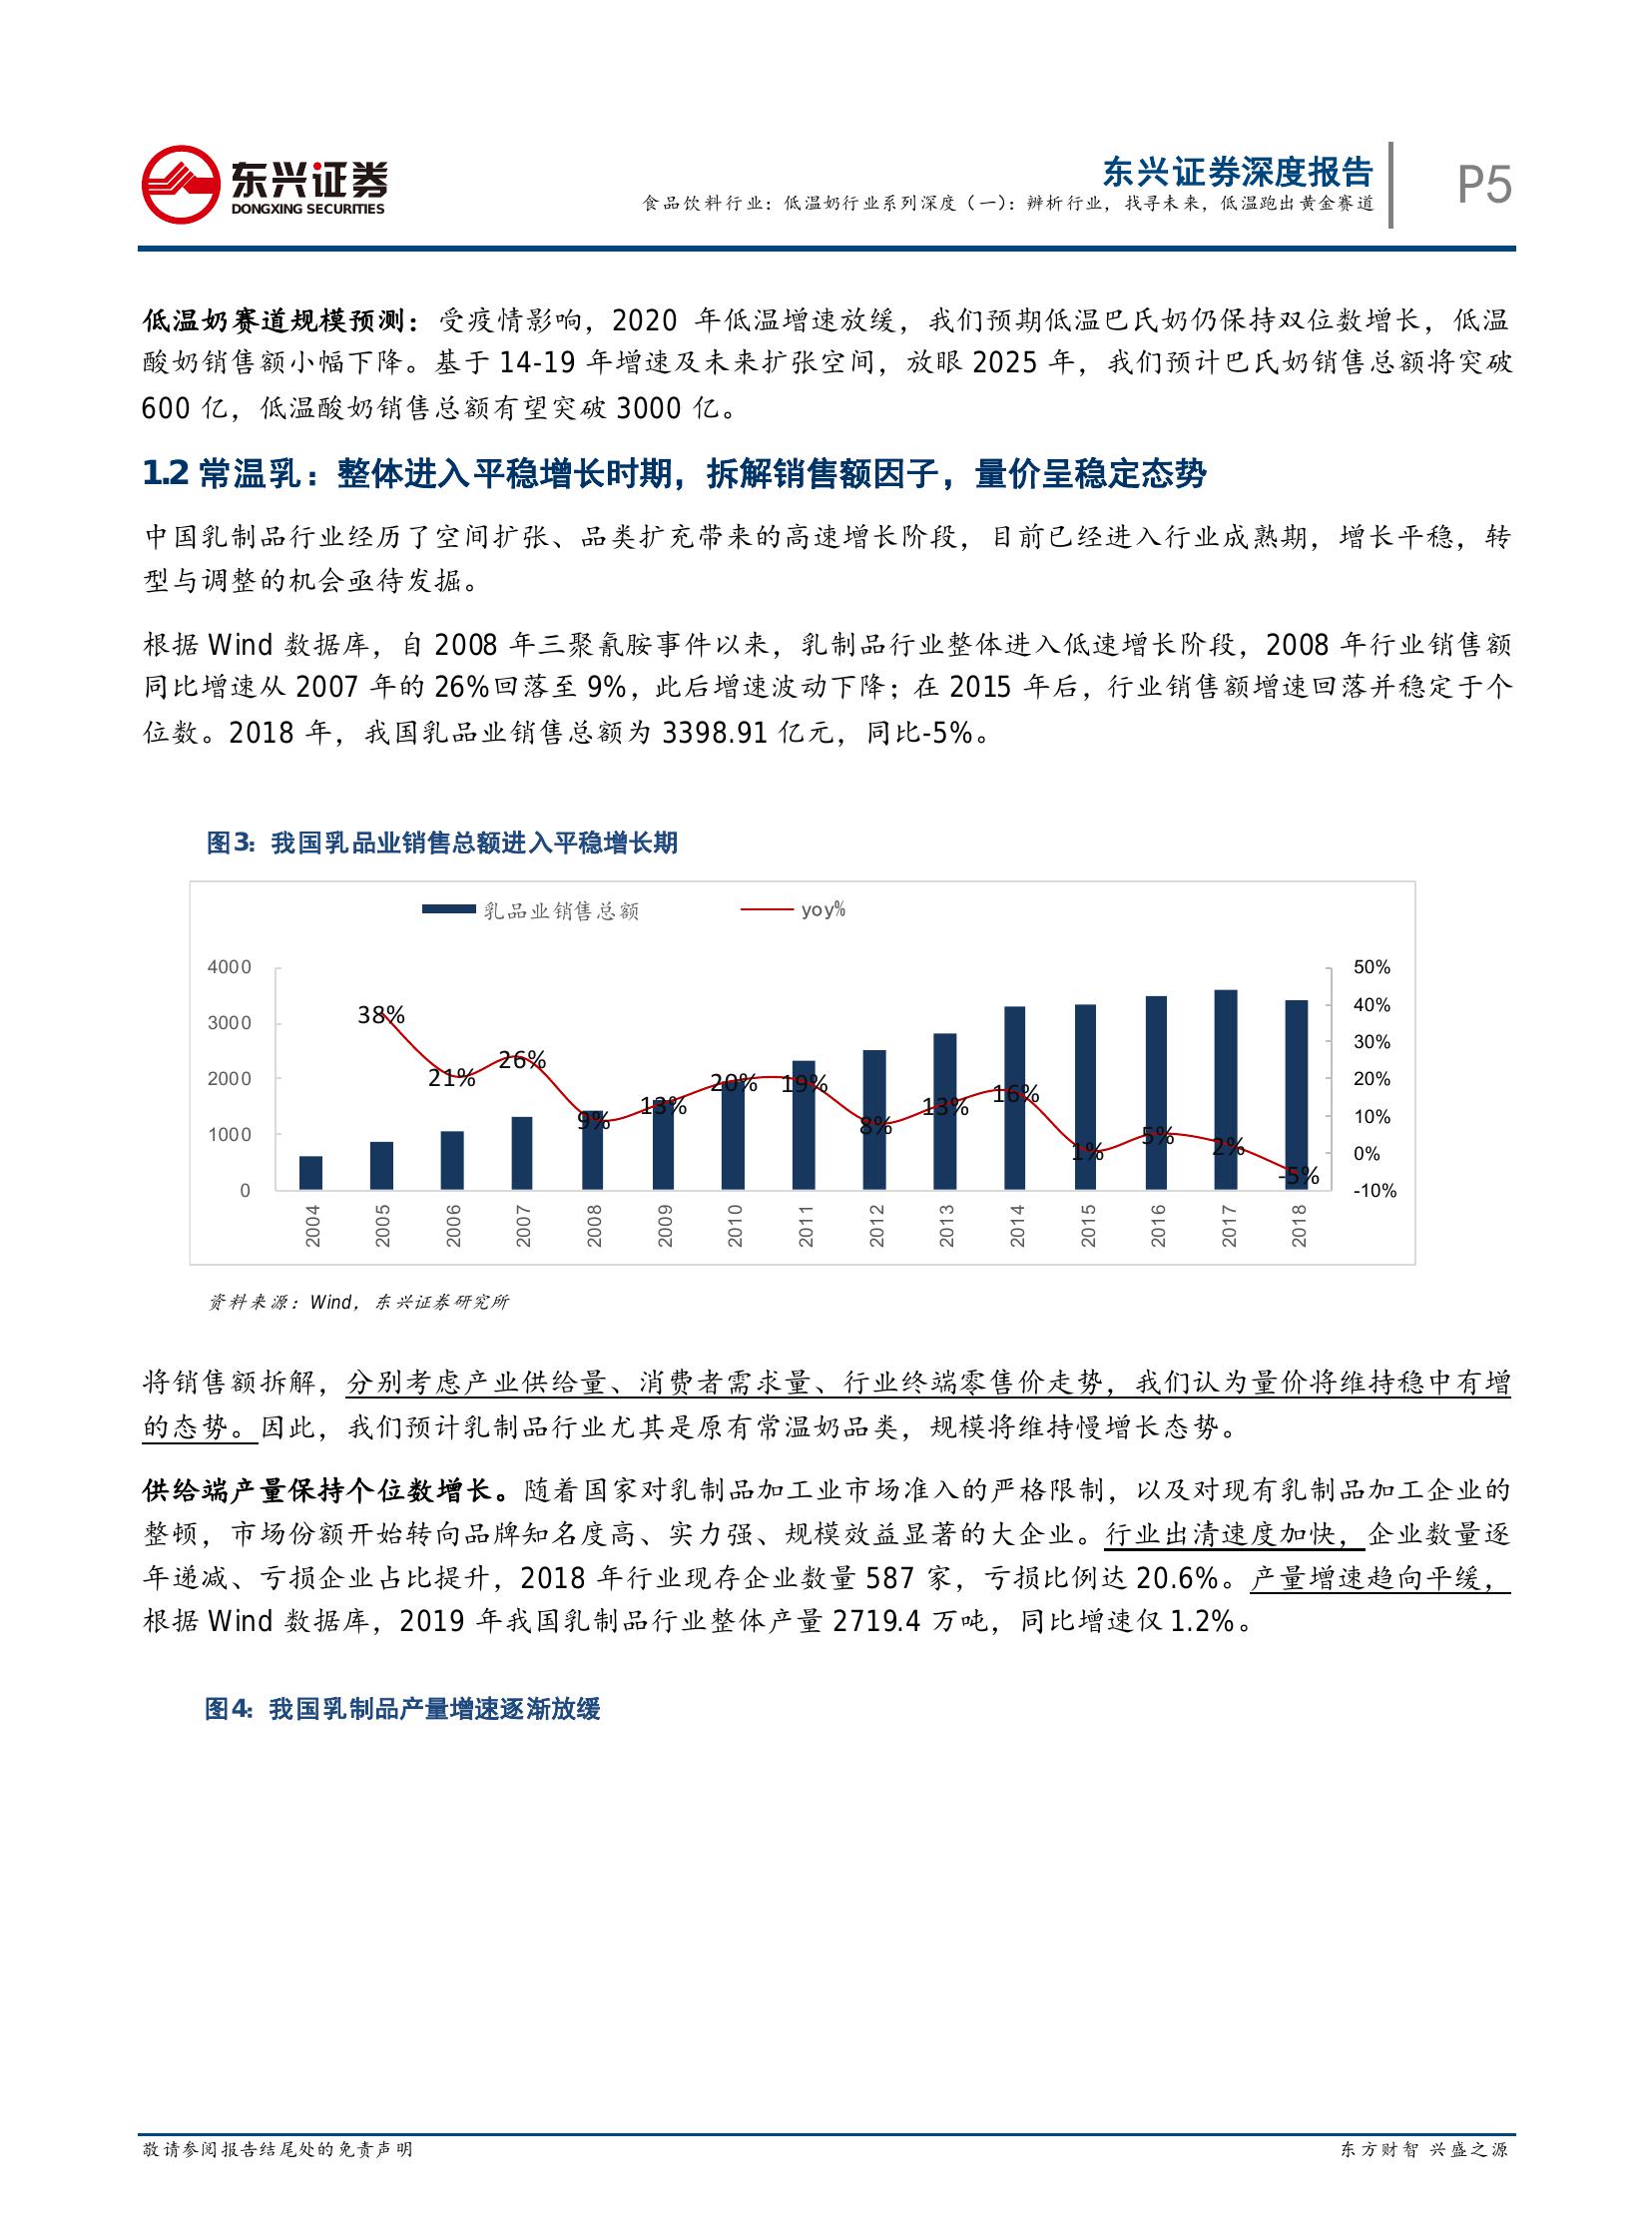 东兴证券
DONGXING SECURITIES
东兴证券深度报告
食品饮料行业：低温奶行业系列深度（一）：辨析行业，找寻未来，低温跑出黄金赛道
P5
低温奶赛道规模预测：受疫情影响，2020 年低温增速放缓，我们预期低温巴氏奶仍保持双位数增长，低温
酸奶销售额小幅下降。基于 14-19 年增速及未来扩张空间，放眼 2025 年，我们预计巴氏奶销售总额将突破
600 亿，低温酸奶销售总额有望突破 3000 亿。
1.2 常温乳：整体进入平稳增长时期，拆解销售额因子，量价呈稳定态势
中国乳制品行业经历了空间扩张、品类扩充带来的高速增长阶段，目前已经进入行业成熟期，增长平稳，转
型与调整的机会亟待发掘。
根据 Wind 数据库，自 2008 年三聚氰胺事件以来，乳制品行业整体进入低速增长阶段，2008 年行业销售额
同比增速从 2007 年的 26%回落至 9%，此后增速波动下降；在 2015 年后，行业销售额增速回落并稳定于个
位数。2018 年，我国乳品业销售总额为 3398.91 亿元，同比-5%。
图3：我国乳品业销售总额进入平稳增长期
乳品业销售总额 yoy%
4000
3000
2000
1000
0
50%
40%
30%
20%
10%
0%
-10%
38% 21% 26% 9% 13% 20% 19% 8% 13% 16% 1% 5% 2% -5%
2004 2005 2006 2007 2008 2009 2010 2011 2012 2013 2014 2015 2016 2017 2018
资料来源：Wind，东兴证券研究所
将销售额拆解，分别考虑产业供给量、消费者需求量、行业终端零售价走势，我们认为量价将维持稳中有增
的态势。因此，我们预计乳制品行业尤其是原有常温奶品类，规模将维持慢增长态势。
供给端产量保持个位数增长。随着国家对乳制品加工业市场准入的严格限制，以及对现有乳制品加工企业的
整顿，市场份额开始转向品牌知名度高、实力强、规模效益显著的大企业。行业出清速度加快，企业数量逐
年递减、亏损企业占比提升，2018 年行业现存企业数量 587 家，亏损比例达 20.6%。产量增速趋向平缓，
根据 Wind 数据库，2019 年我国乳制品行业整体产量 2719.4 万吨，同比增速仅 1.2%。
图4：我国乳制品产量增速逐渐放缓
敬请参阅报告结尾处的免责声明
东方财智 兴盛之源